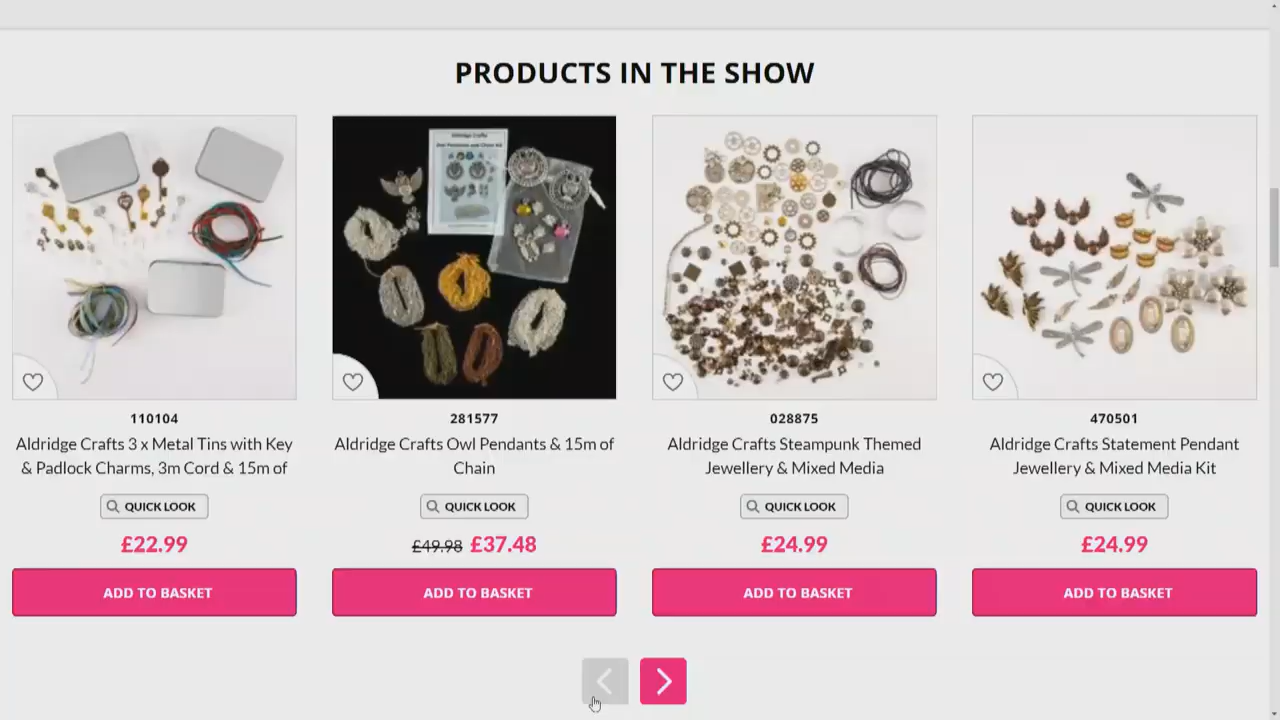 PRODUCTS IN THE SHOW
Aldridge Crafts
110104
Aldridge Crafts 3 x Metal Tins with Key
& Padlock Charms, 3m Cord & 15m of
QUICK LOOK
£22.99
ADD TO BASKET
281577
Aldridge Crafts Owl Pendants & 15m of
Chain
QUICK LOOK
£49.98 £37.48
ADD TO BASKET
028875
Aldridge Crafts Steampunk Themed
Jewellery & Mixed Media
QUICK LOOK
£24.99
ADD TO BASKET
470501
Aldridge Crafts Statement Pendant
Jewellery & Mixed Media Kit
QUICK LOOK
£24.99
ADD TO BASKET